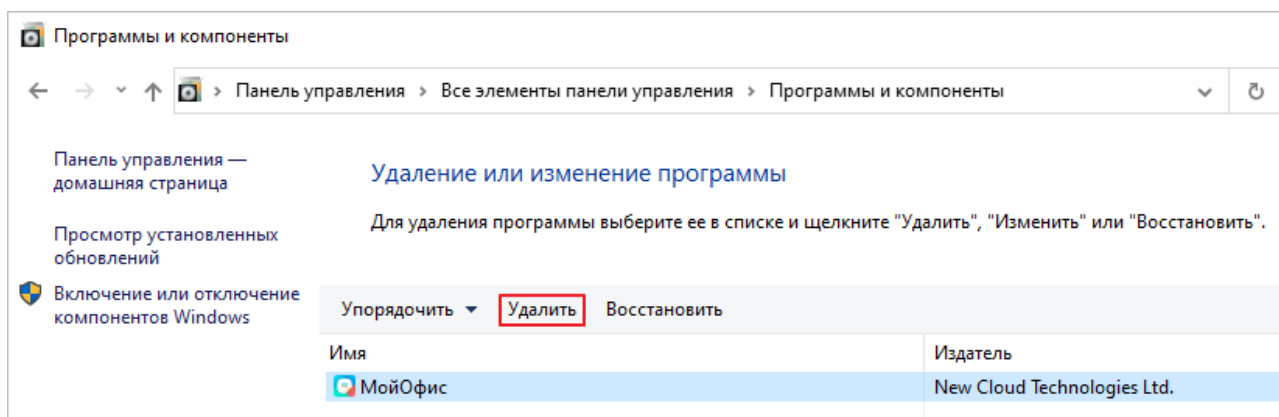 Программы и компоненты
Панель управления › Все элементы панели управления › Программы и компоненты
Панель управления —
домашняя страница
Просмотр установленных
обновлений
Включение или отключение
компонентов Windows
Удаление или изменение программы
Для удаления программы выберите ее в списке и щелкните "Удалить", "Изменить" или "Восстановить".
Упорядочить Удалить Восстановить
Имя Издатель
МойОфис New Cloud Technologies Ltd.